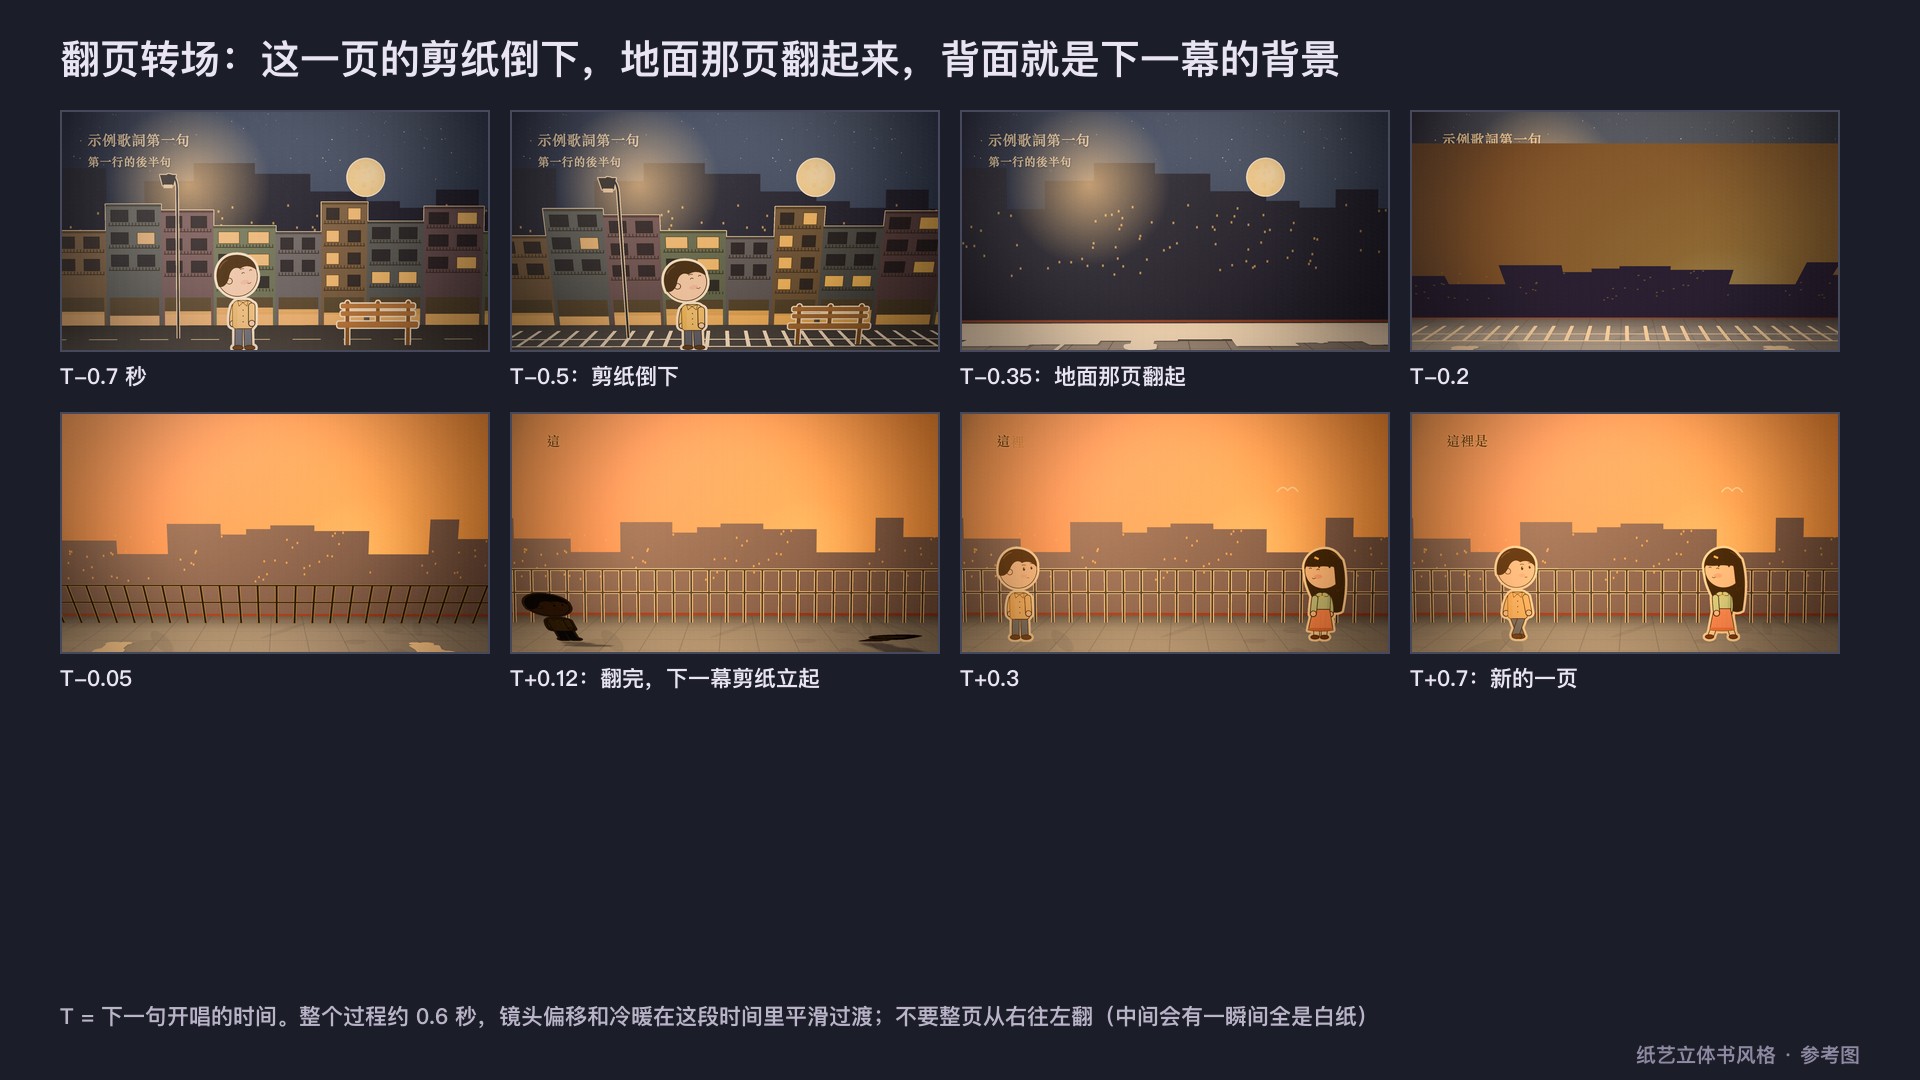 翻页转场：这一页的剪纸倒下，地面那页翻起来，背面就是下一幕的背景
示例歌詞第一句
第一行的後半句
示例歌詞第一句
第一行的後半句
示例歌詞第一句
第一行的後半句
示例歌詞第一句
T−0.7 秒
T−0.5：剪纸倒下
T−0.35：地面那页翻起
T−0.2
這
這裡
這裡是
T−0.05
T+0.12：翻完，下一幕剪纸立起
T+0.3
T+0.7：新的一页
T = 下一句开唱的时间。整个过程约 0.6 秒，镜头偏移和冷暖在这段时间里平滑过渡；不要整页从右往左翻（中间会有一瞬间全是白纸）
纸艺立体书风格 · 参考图